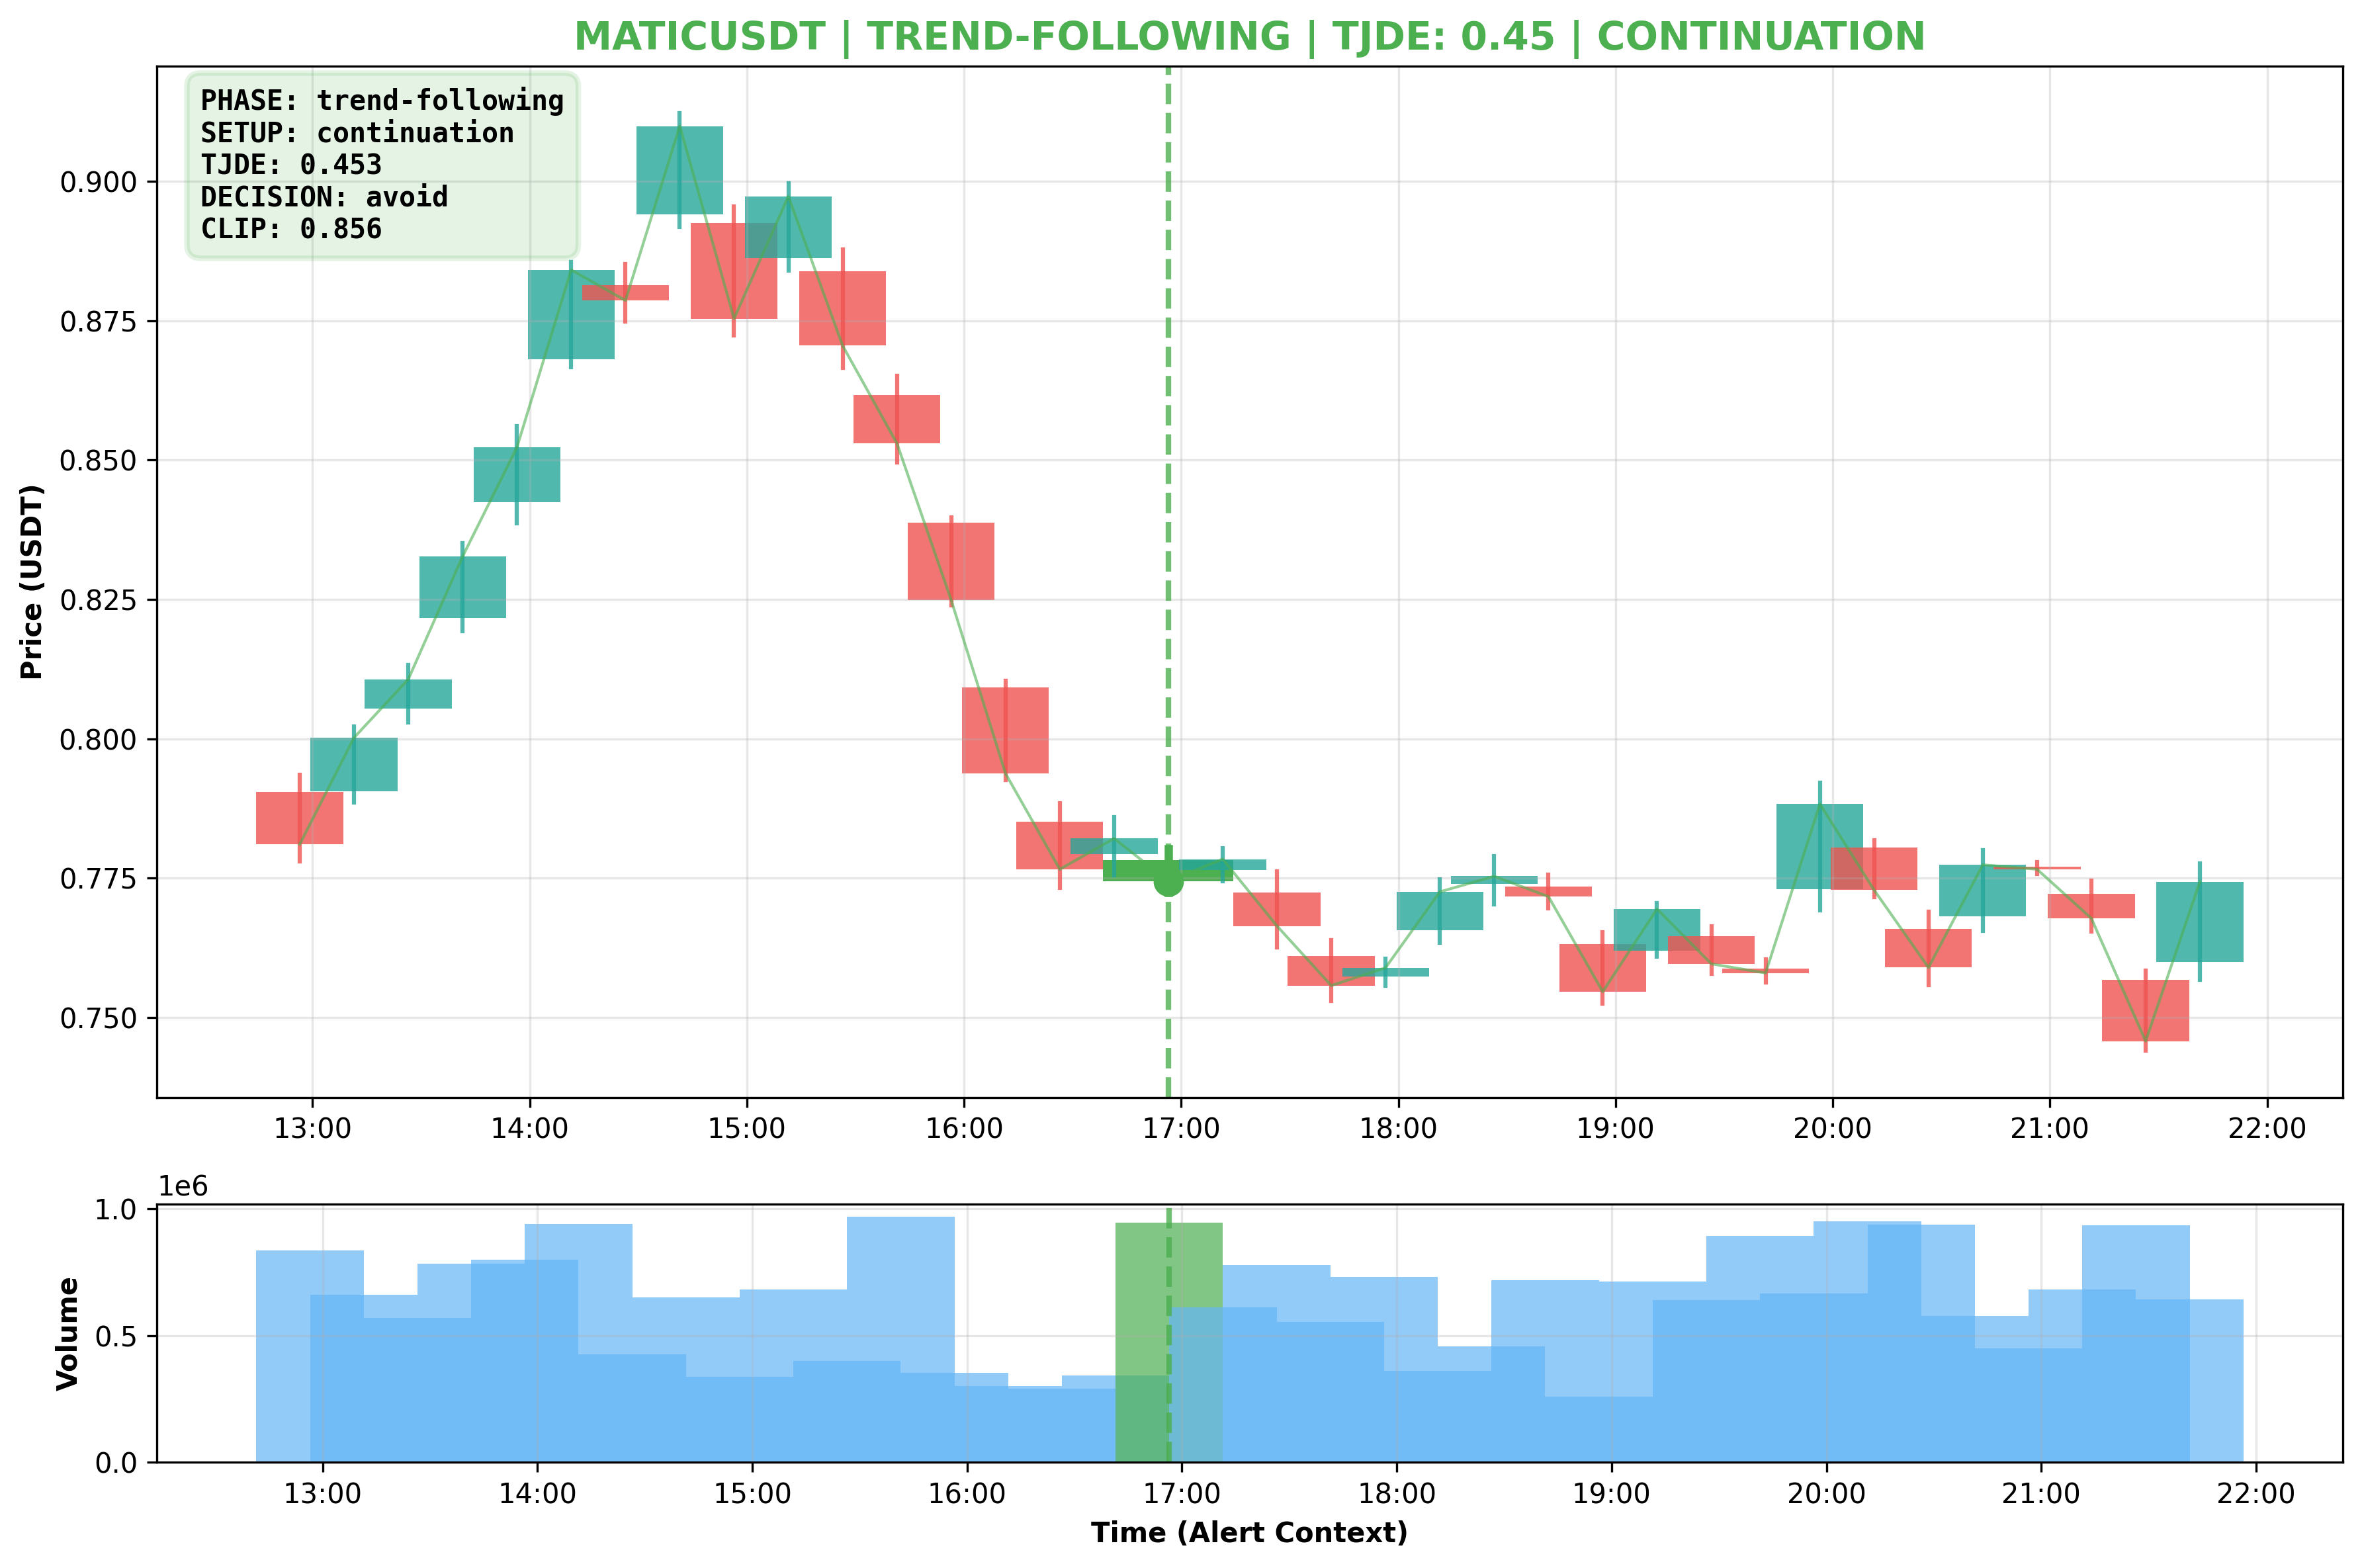 MATICUSDT | TREND-FOLLOWING | TJDE: 0.45 | CONTINUATION
PHASE: trend-following
SETUP: continuation
TJDE: 0.453
DECISION: avoid
CLIP: 0.856
Price (USDT)
0.900
0.875
0.850
0.825
0.800
0.775
0.750
13:00 14:00 15:00 16:00 17:00 18:00 19:00 20:00 21:00 22:00
1e6
Volume
1.0
0.5
0.0
13:00 14:00 15:00 16:00 17:00 18:00 19:00 20:00 21:00 22:00
Time (Alert Context)